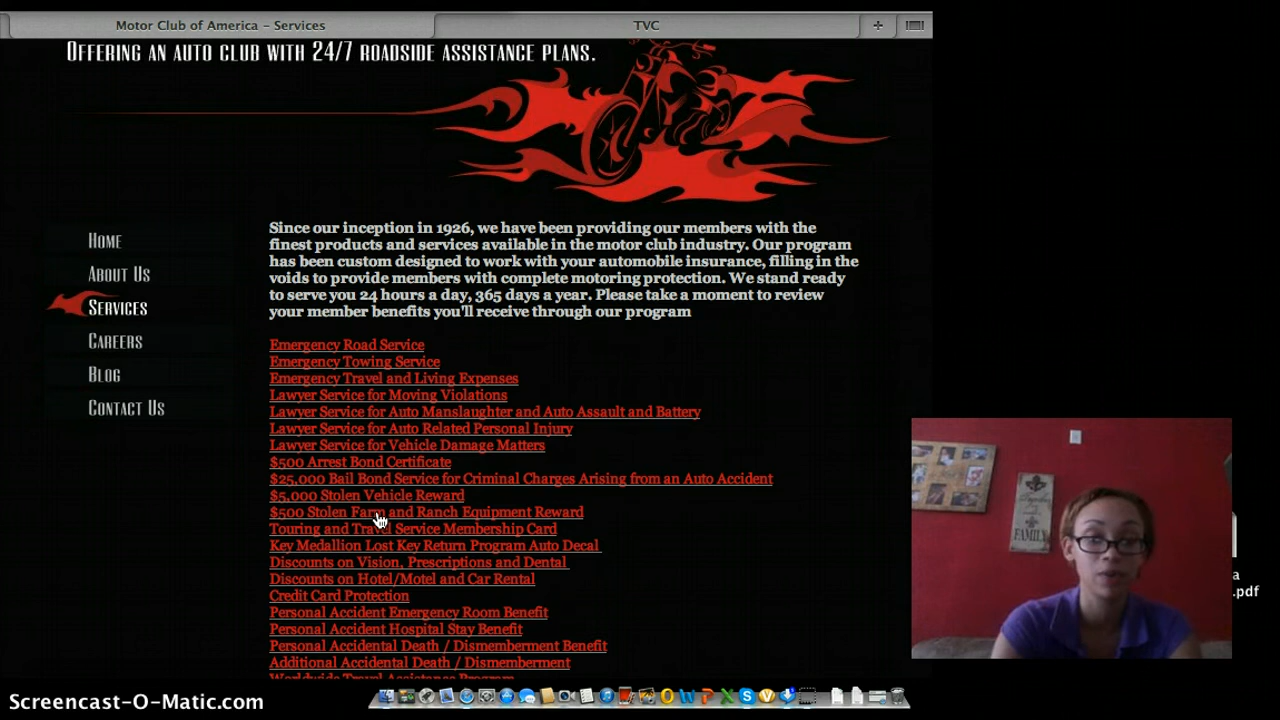 Motor Club of America – Services
TVC
+
Offering an auto club with 24/7 roadside assistance plans.
Home
About Us
Services
Careers
Blog
Contact Us
Since our inception in 1926, we have been providing our members with the
finest products and services available in the motor club industry. Our program
has been custom designed to work with your automobile insurance, filling in the
voids to provide members with complete motoring protection. We stand ready
to serve you 24 hours a day, 365 days a year. Please take a moment to review
your member benefits you'll receive through our program
Emergency Road Service
Emergency Towing Service
Emergency Travel and Living Expenses
Lawyer Service for Moving Violations
Lawyer Service for Auto Manslaughter and Auto Assault and Battery
Lawyer Service for Auto Related Personal Injury
Lawyer Service for Vehicle Damage Matters
$500 Arrest Bond Certificate
$25,000 Bail Bond Service for Criminal Charges Arising from an Auto Accident
$5,000 Stolen Vehicle Reward
$500 Stolen Farm and Ranch Equipment Reward
Touring and Travel Service Membership Card
Key Medallion Lost Key Return Program Auto Decal
Discounts on Vision, Prescriptions and Dental
Discounts on Hotel/Motel and Car Rental
Credit Card Protection
Personal Accident Emergency Room Benefit
Personal Accident Hospital Stay Benefit
Personal Accidental Death / Dismemberment Benefit
Additional Accidental Death / Dismemberment
Worldwide Travel Assistance Program
FAMILY
a
.pdf
Screencast-O-Matic.com